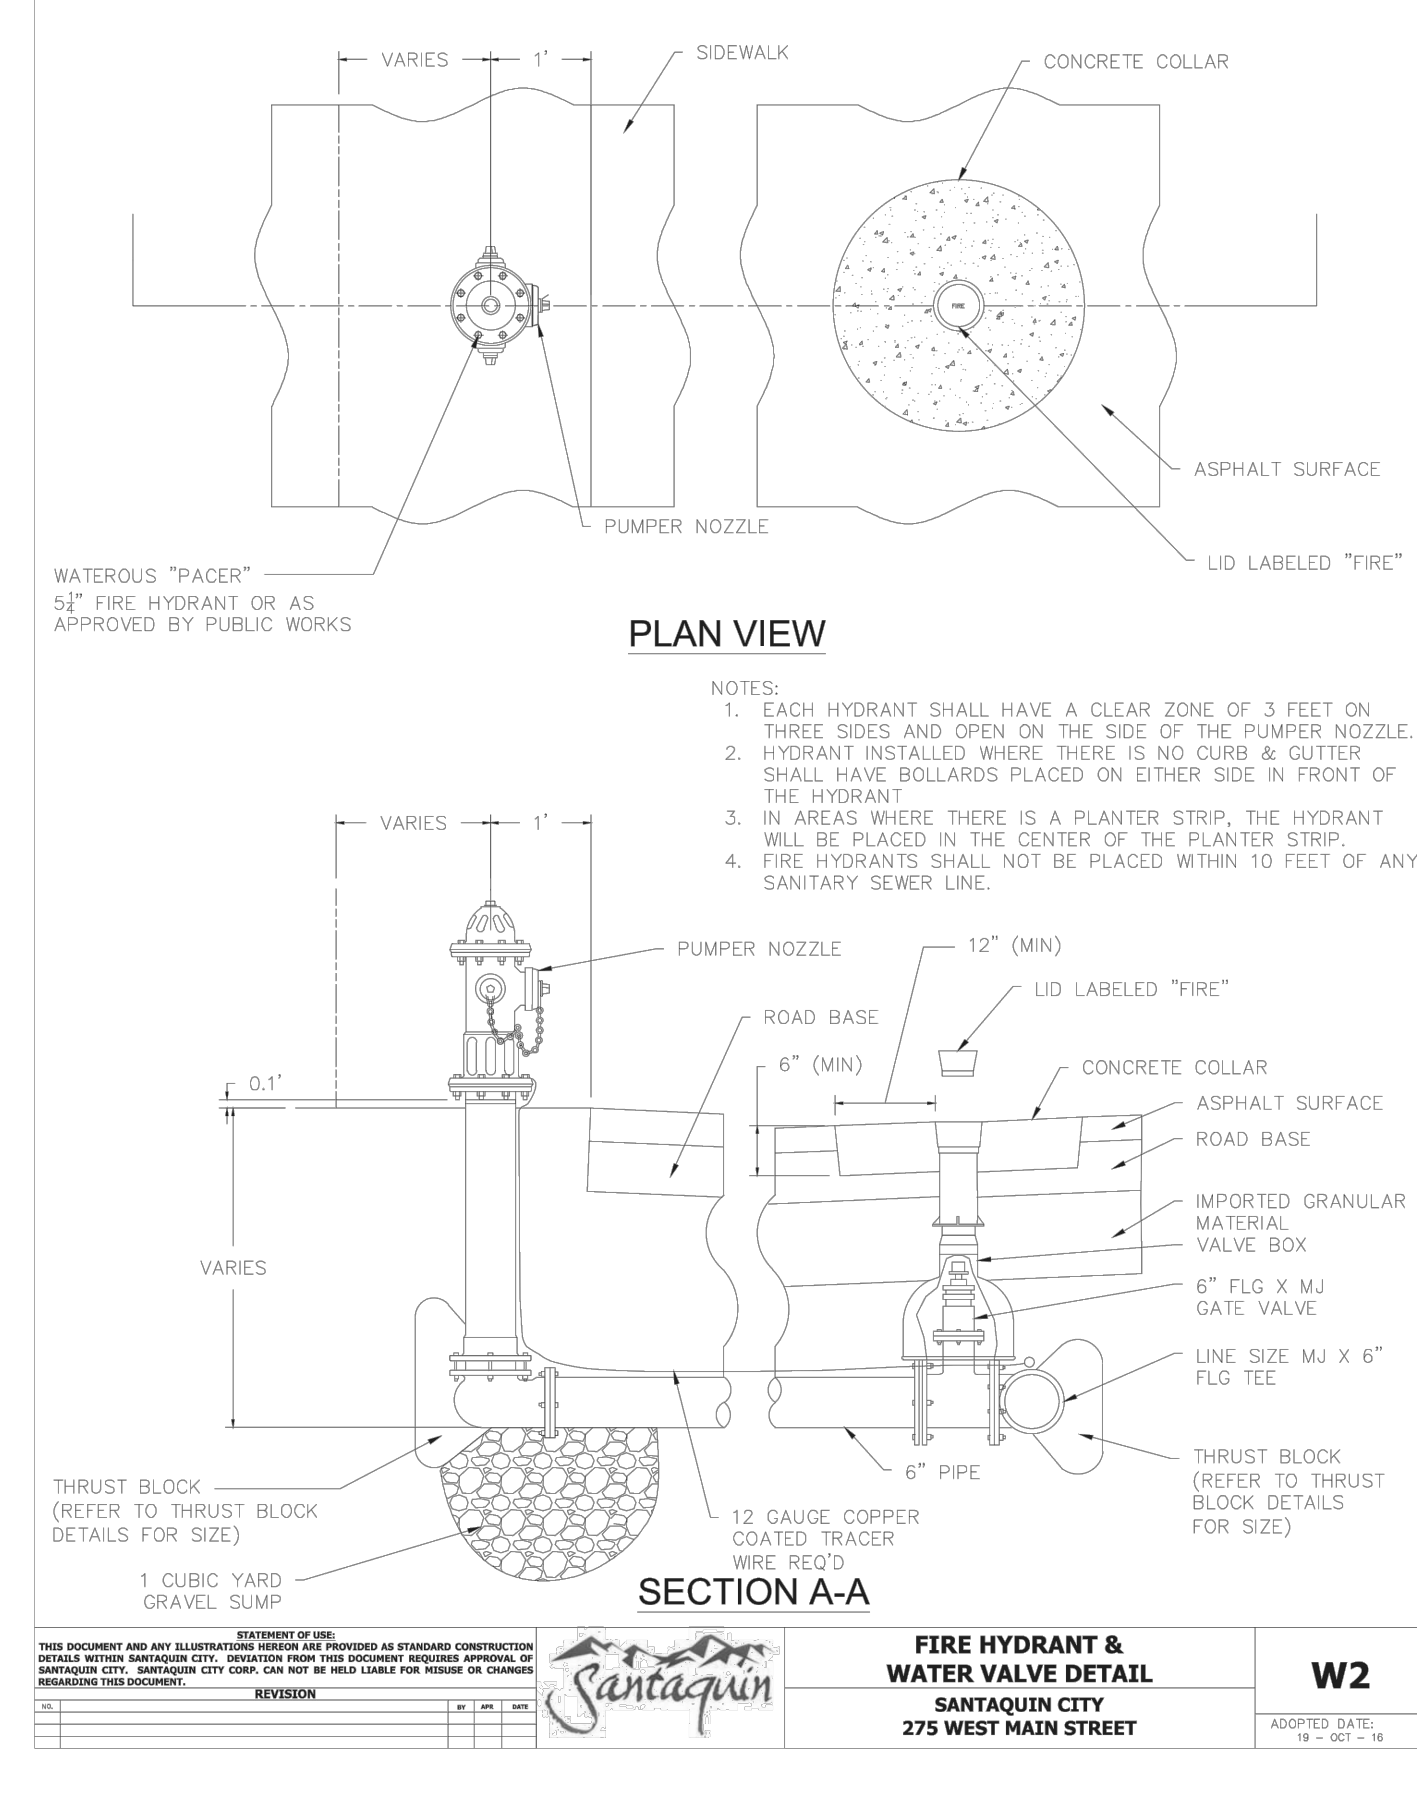 VARIES
1'
SIDEWALK
CONCRETE COLLAR
FIRE
ASPHALT SURFACE
PUMPER NOZZLE
LID LABELED "FIRE"
WATEROUS "PACER"
5 1/4" FIRE HYDRANT OR AS
APPROVED BY PUBLIC WORKS
PLAN VIEW
NOTES:
1. EACH HYDRANT SHALL HAVE A CLEAR ZONE OF 3 FEET ON
THREE SIDES AND OPEN ON THE SIDE OF THE PUMPER NOZZLE.
2. HYDRANT INSTALLED WHERE THERE IS NO CURB & GUTTER
SHALL HAVE BOLLARDS PLACED ON EITHER SIDE IN FRONT OF
THE HYDRANT
3. IN AREAS WHERE THERE IS A PLANTER STRIP, THE HYDRANT
WILL BE PLACED IN THE CENTER OF THE PLANTER STRIP.
4. FIRE HYDRANTS SHALL NOT BE PLACED WITHIN 10 FEET OF ANY
SANITARY SEWER LINE.
VARIES
1'
PUMPER NOZZLE
12" (MIN)
LID LABELED "FIRE"
ROAD BASE
6" (MIN)
CONCRETE COLLAR
0.1'
ASPHALT SURFACE
ROAD BASE
IMPORTED GRANULAR
MATERIAL
VALVE BOX
VARIES
6" FLG X MJ
GATE VALVE
LINE SIZE MJ X 6"
FLG TEE
6" PIPE
THRUST BLOCK
(REFER TO THRUST
BLOCK DETAILS
FOR SIZE)
THRUST BLOCK
(REFER TO THRUST BLOCK
DETAILS FOR SIZE)
12 GAUGE COPPER
COATED TRACER
WIRE REQ'D
1 CUBIC YARD
GRAVEL SUMP
SECTION A-A
STATEMENT OF USE:
THIS DOCUMENT AND ANY ILLUSTRATIONS HEREON ARE PROVIDED AS STANDARD CONSTRUCTION
DETAILS WITHIN SANTAQUIN CITY. DEVIATION FROM THIS DOCUMENT REQUIRES APPROVAL OF
SANTAQUIN CITY. SANTAQUIN CITY CORP. CAN NOT BE HELD LIABLE FOR MISUSE OR CHANGES
REGARDING THIS DOCUMENT.
REVISION
NO. BY APR DATE
Santaquin
FIRE HYDRANT &
WATER VALVE DETAIL
SANTAQUIN CITY
275 WEST MAIN STREET
W2
ADOPTED DATE:
19 - OCT - 16